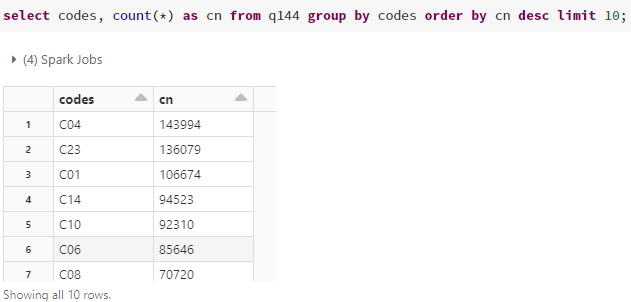 select codes, count(*) as cn from q144 group by codes order by cn desc limit 10;
(4) Spark Jobs
codes cn
1 C04 143994
2 C23 136079
3 C01 106674
4 C14 94523
5 C10 92310
6 C06 85646
7 C08 70720
Showing all 10 rows.